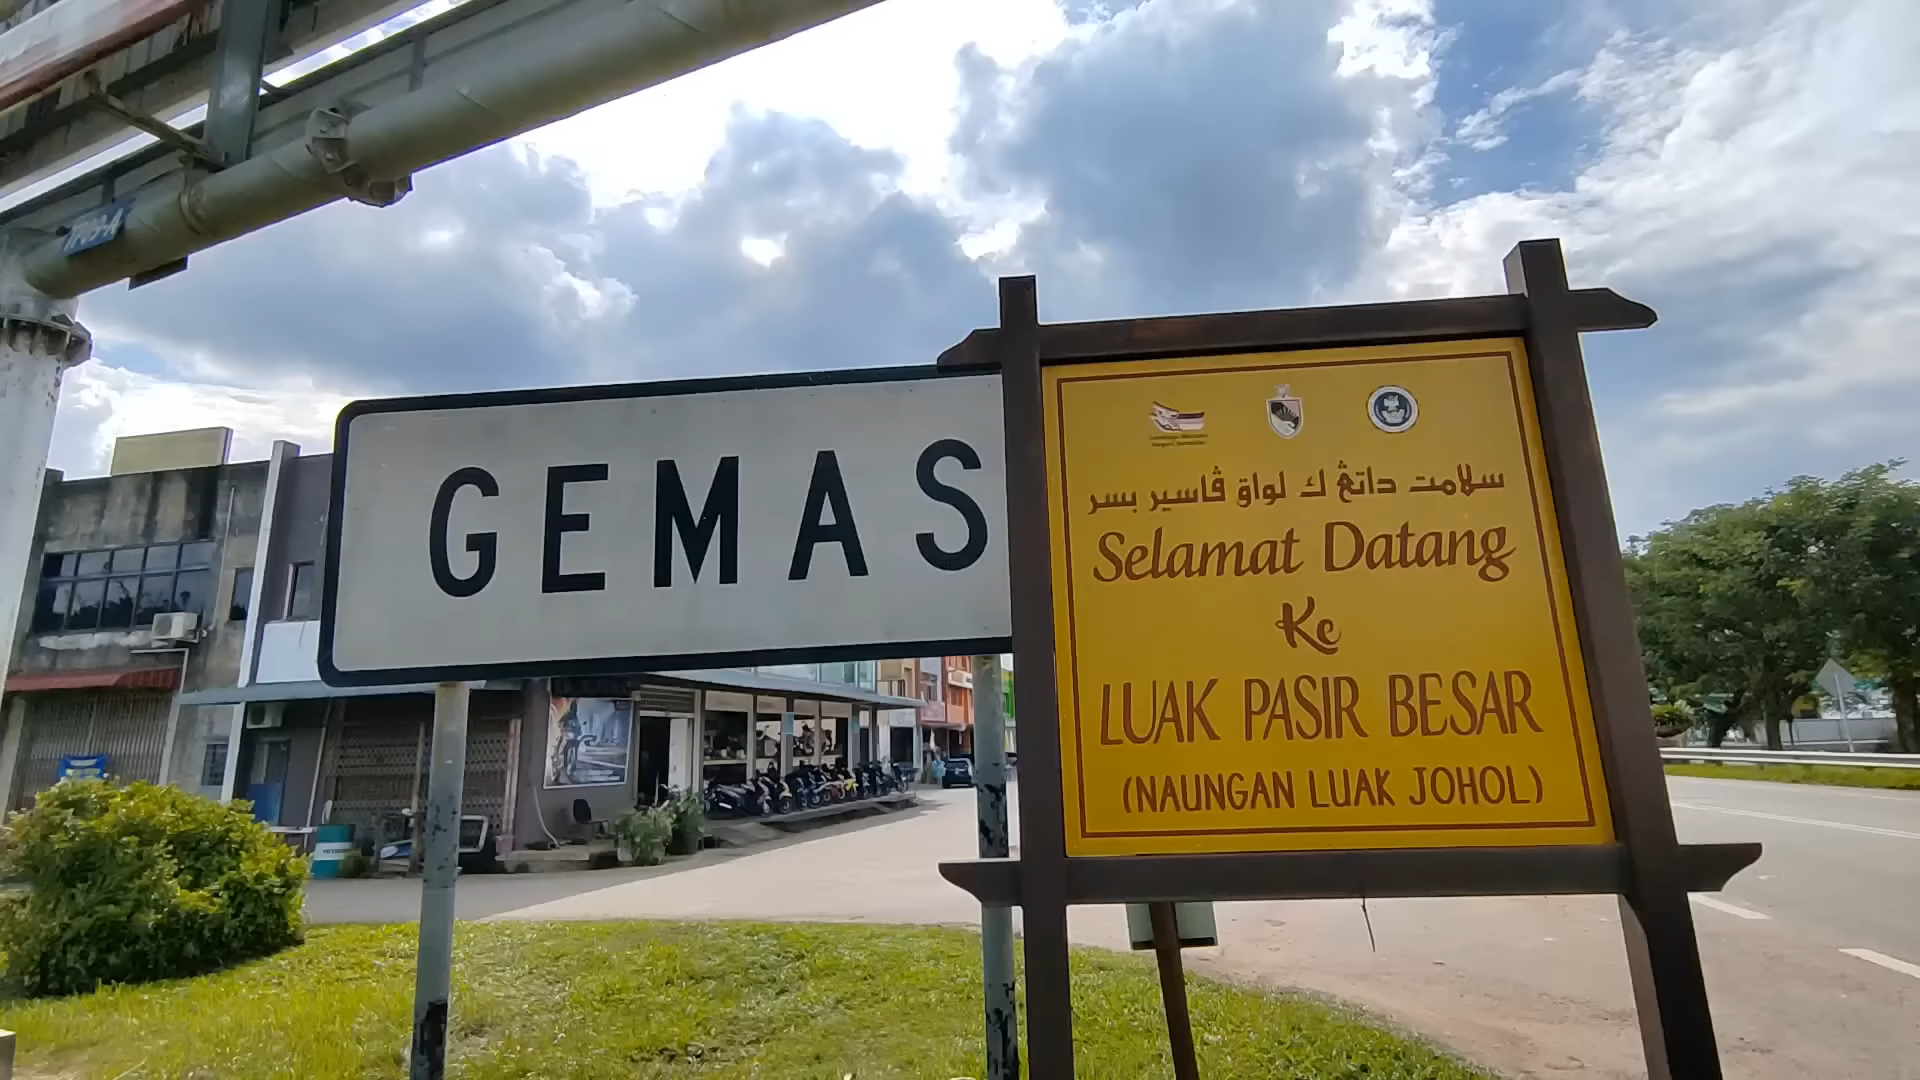 GEMAS
سلامت داتڠ ك لواق ڤاسير بسر
Selamat Datang
Ke
LUAK PASIR BESAR
(NAUNGAN LUAK JOHOL)